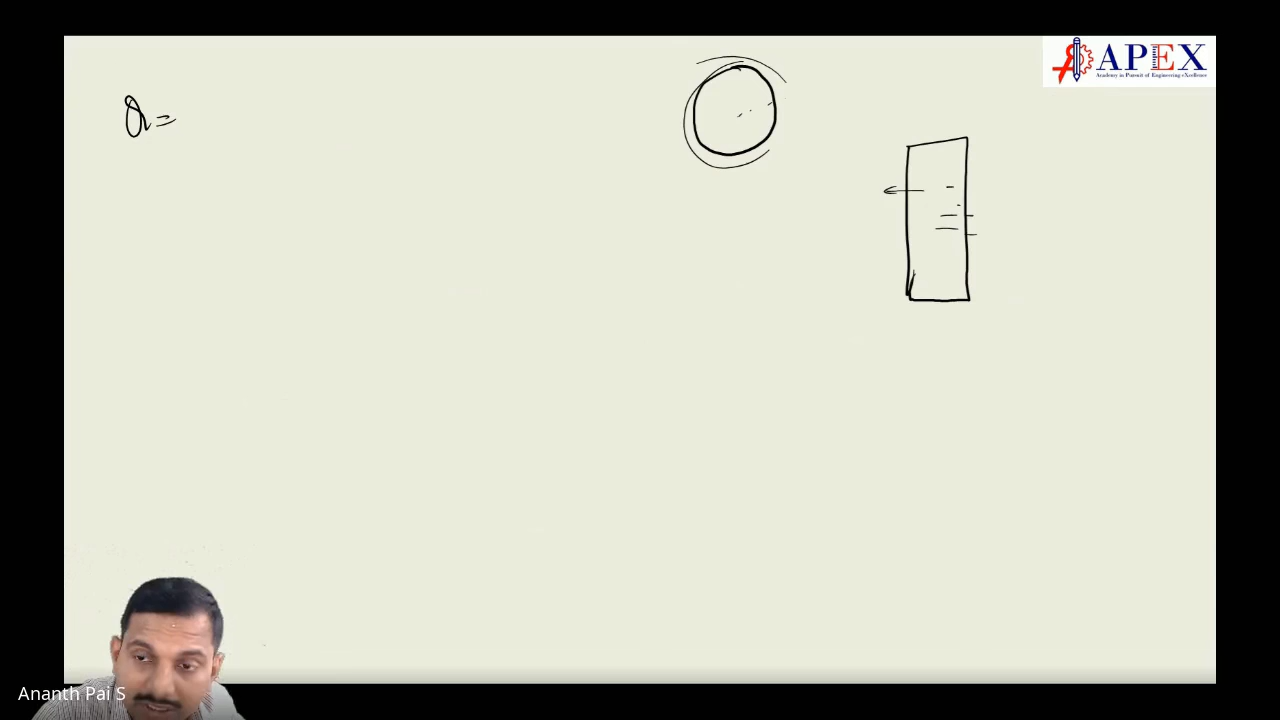 APEX
Academy in Pursuit of Engineering eXcellence
Q =
Ananth Pai S